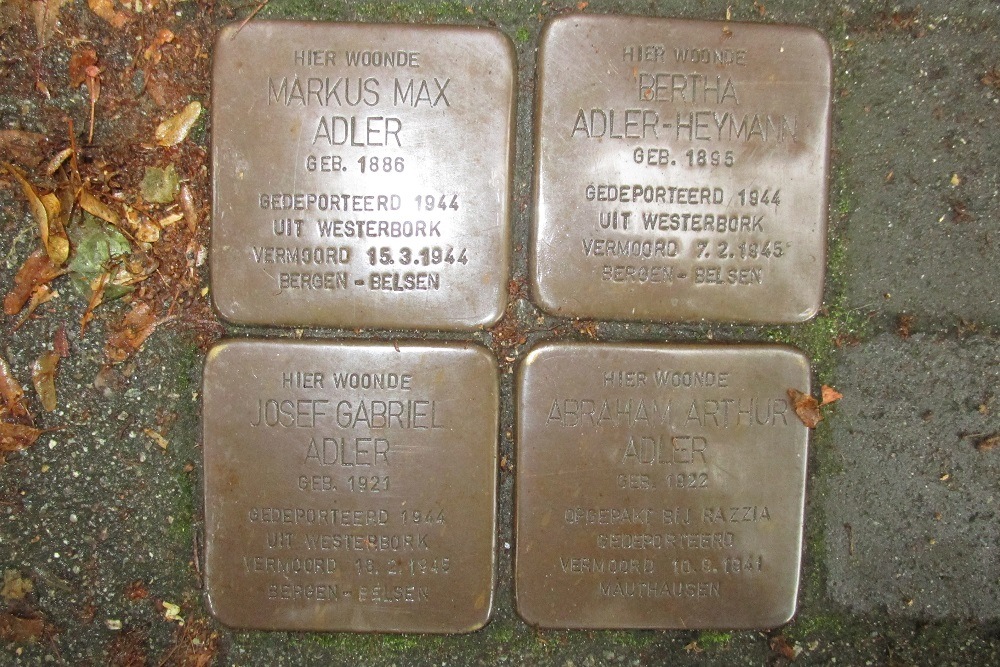 HIER WOONDE
MARKUS MAX
ADLER
GEB. 1886
GEDEPORTEERD 1944
UIT WESTERBORK
VERMOORD 15.3.1944
BERGEN - BELSEN
HIER WOONDE
BERTHA
ADLER-HEYMANN
GEB. 1895
GEDEPORTEERD 1944
UIT WESTERBORK
VERMOORD 7.2.1945
BERGEN - BELSEN
HIER WOONDE
JOSEF GABRIEL
ADLER
GEB. 1921
GEDEPORTEERD 1944
UIT WESTERBORK
VERMOORD 18.2.1945
BERGEN - BELSEN
HIER WOONDE
ABRAHAM ARTHUR
ADLER
GEB. 1922
OPGEPAKT BIJ RAZZIA
GEDEPORTEERD
VERMOORD 10.9.1941
MAUTHAUSEN